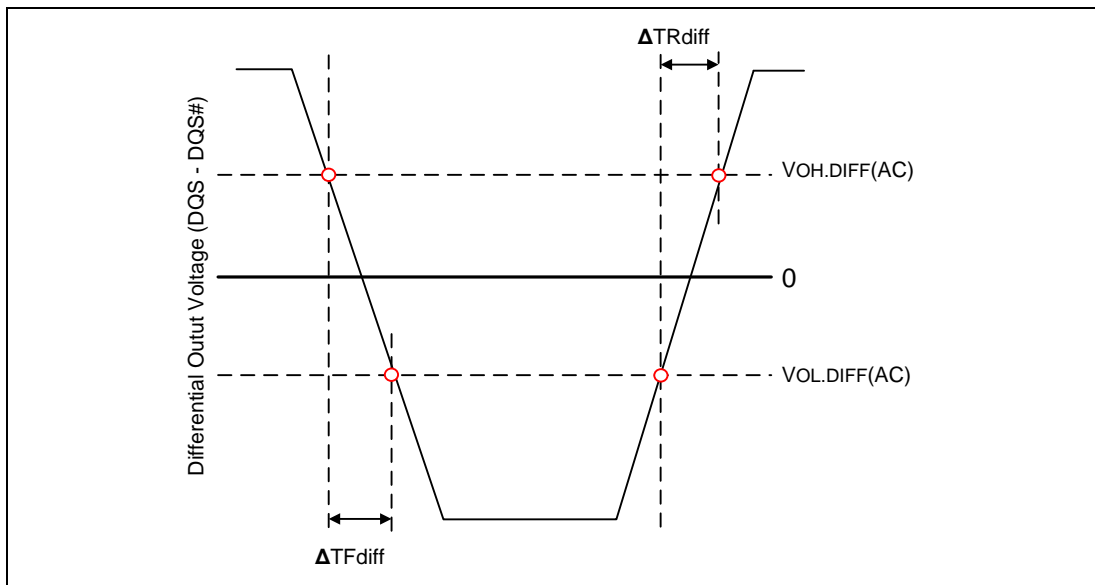 ΔTRdiff
Differential Outut Voltage (DQS - DQS#)
VOH.DIFF(AC)
0
VOL.DIFF(AC)
ΔTFdiff